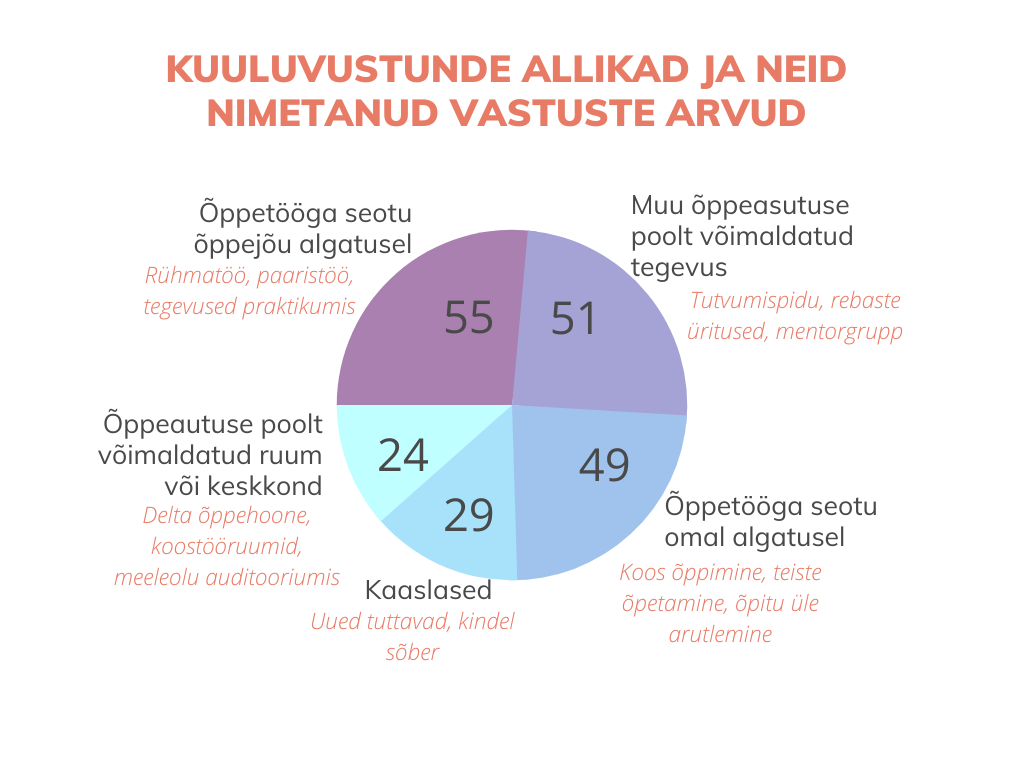 KUULUVUSTUNDE ALLIKAD JA NEID
NIMETANUD VASTUSTE ARVUD
Õppetööga seotu
õppejõu algatusel
Rühmatöö, paaristöö,
tegevused praktikumis
55
Muu õppeasutuse
poolt võimaldatud
tegevus
Tutvumispidu, rebaste
üritused, mentorgrupp
51
Õppeautuse poolt
võimaldatud ruum
või keskkond
Delta õppehoone,
koostööruumid,
meeleolu auditooriumis
24
29
Kaaslased
Uued tuttavad, kindel
sõber
49
Õppetööga seotu
omal algatusel
Koos õppimine, teiste
õpetamine, õpitu üle
arutlemine